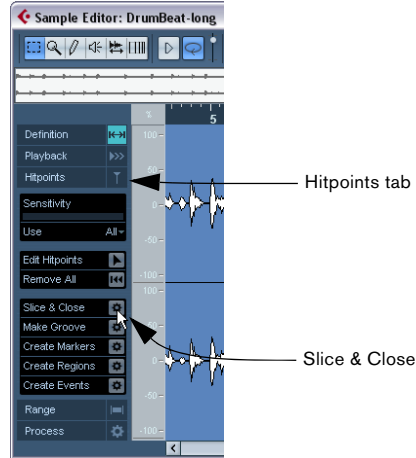 Sample Editor: DrumBeat-long
%
5
Definition
100
Playback
Hitpoints
Hitpoints tab
50
Sensitivity
0
Use All
-50
Edit Hitpoints
-100
Remove All
100
Slice & Close
50
Make Groove
Create Markers
0
Slice & Close
Create Regions
Create Events
-50
Range
Process
-100